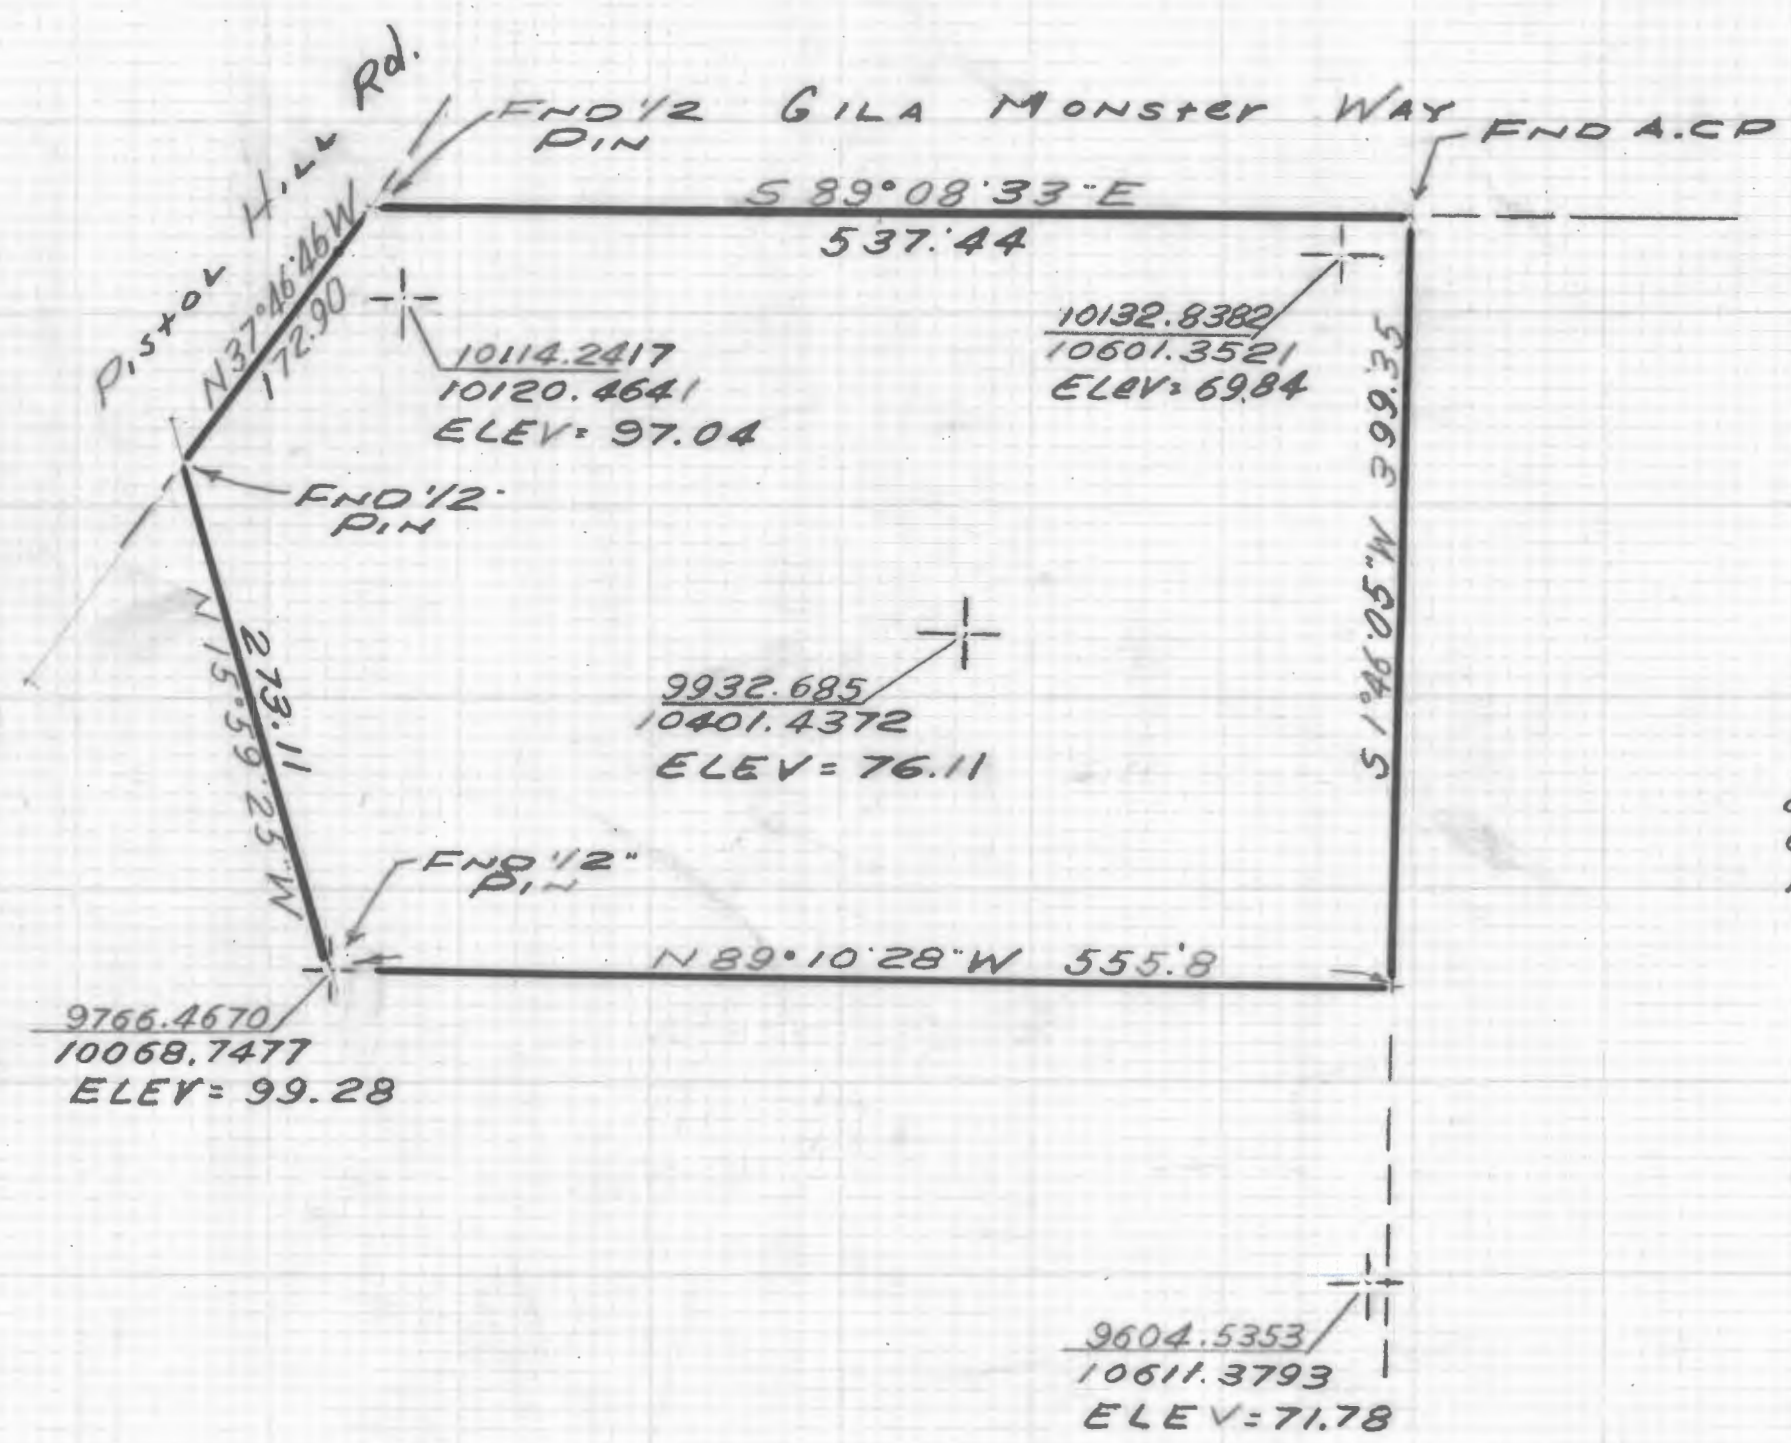 Pistol Hill Rd.
FND 1/2
PIN
GILA MONSTER WAY
FND A.CP
S 89°08'33"E
537.'44
N37°46'46W
172.90
10114.2417
10120.4641
ELEV= 97.04
10132.8382
10601.3521
ELEV= 69.84
S 1°46'05"W 399.'35
FND 1/2"
PIN
N 15°59'25"W
273.11
9932.685
10401.4372
ELEV= 76.11
FND 1/2"
PIN
N89°10'28"W 555.'8
9766.4670
10068.7477
ELEV= 99.28
9604.5353
10611.3793
ELEV=71.78